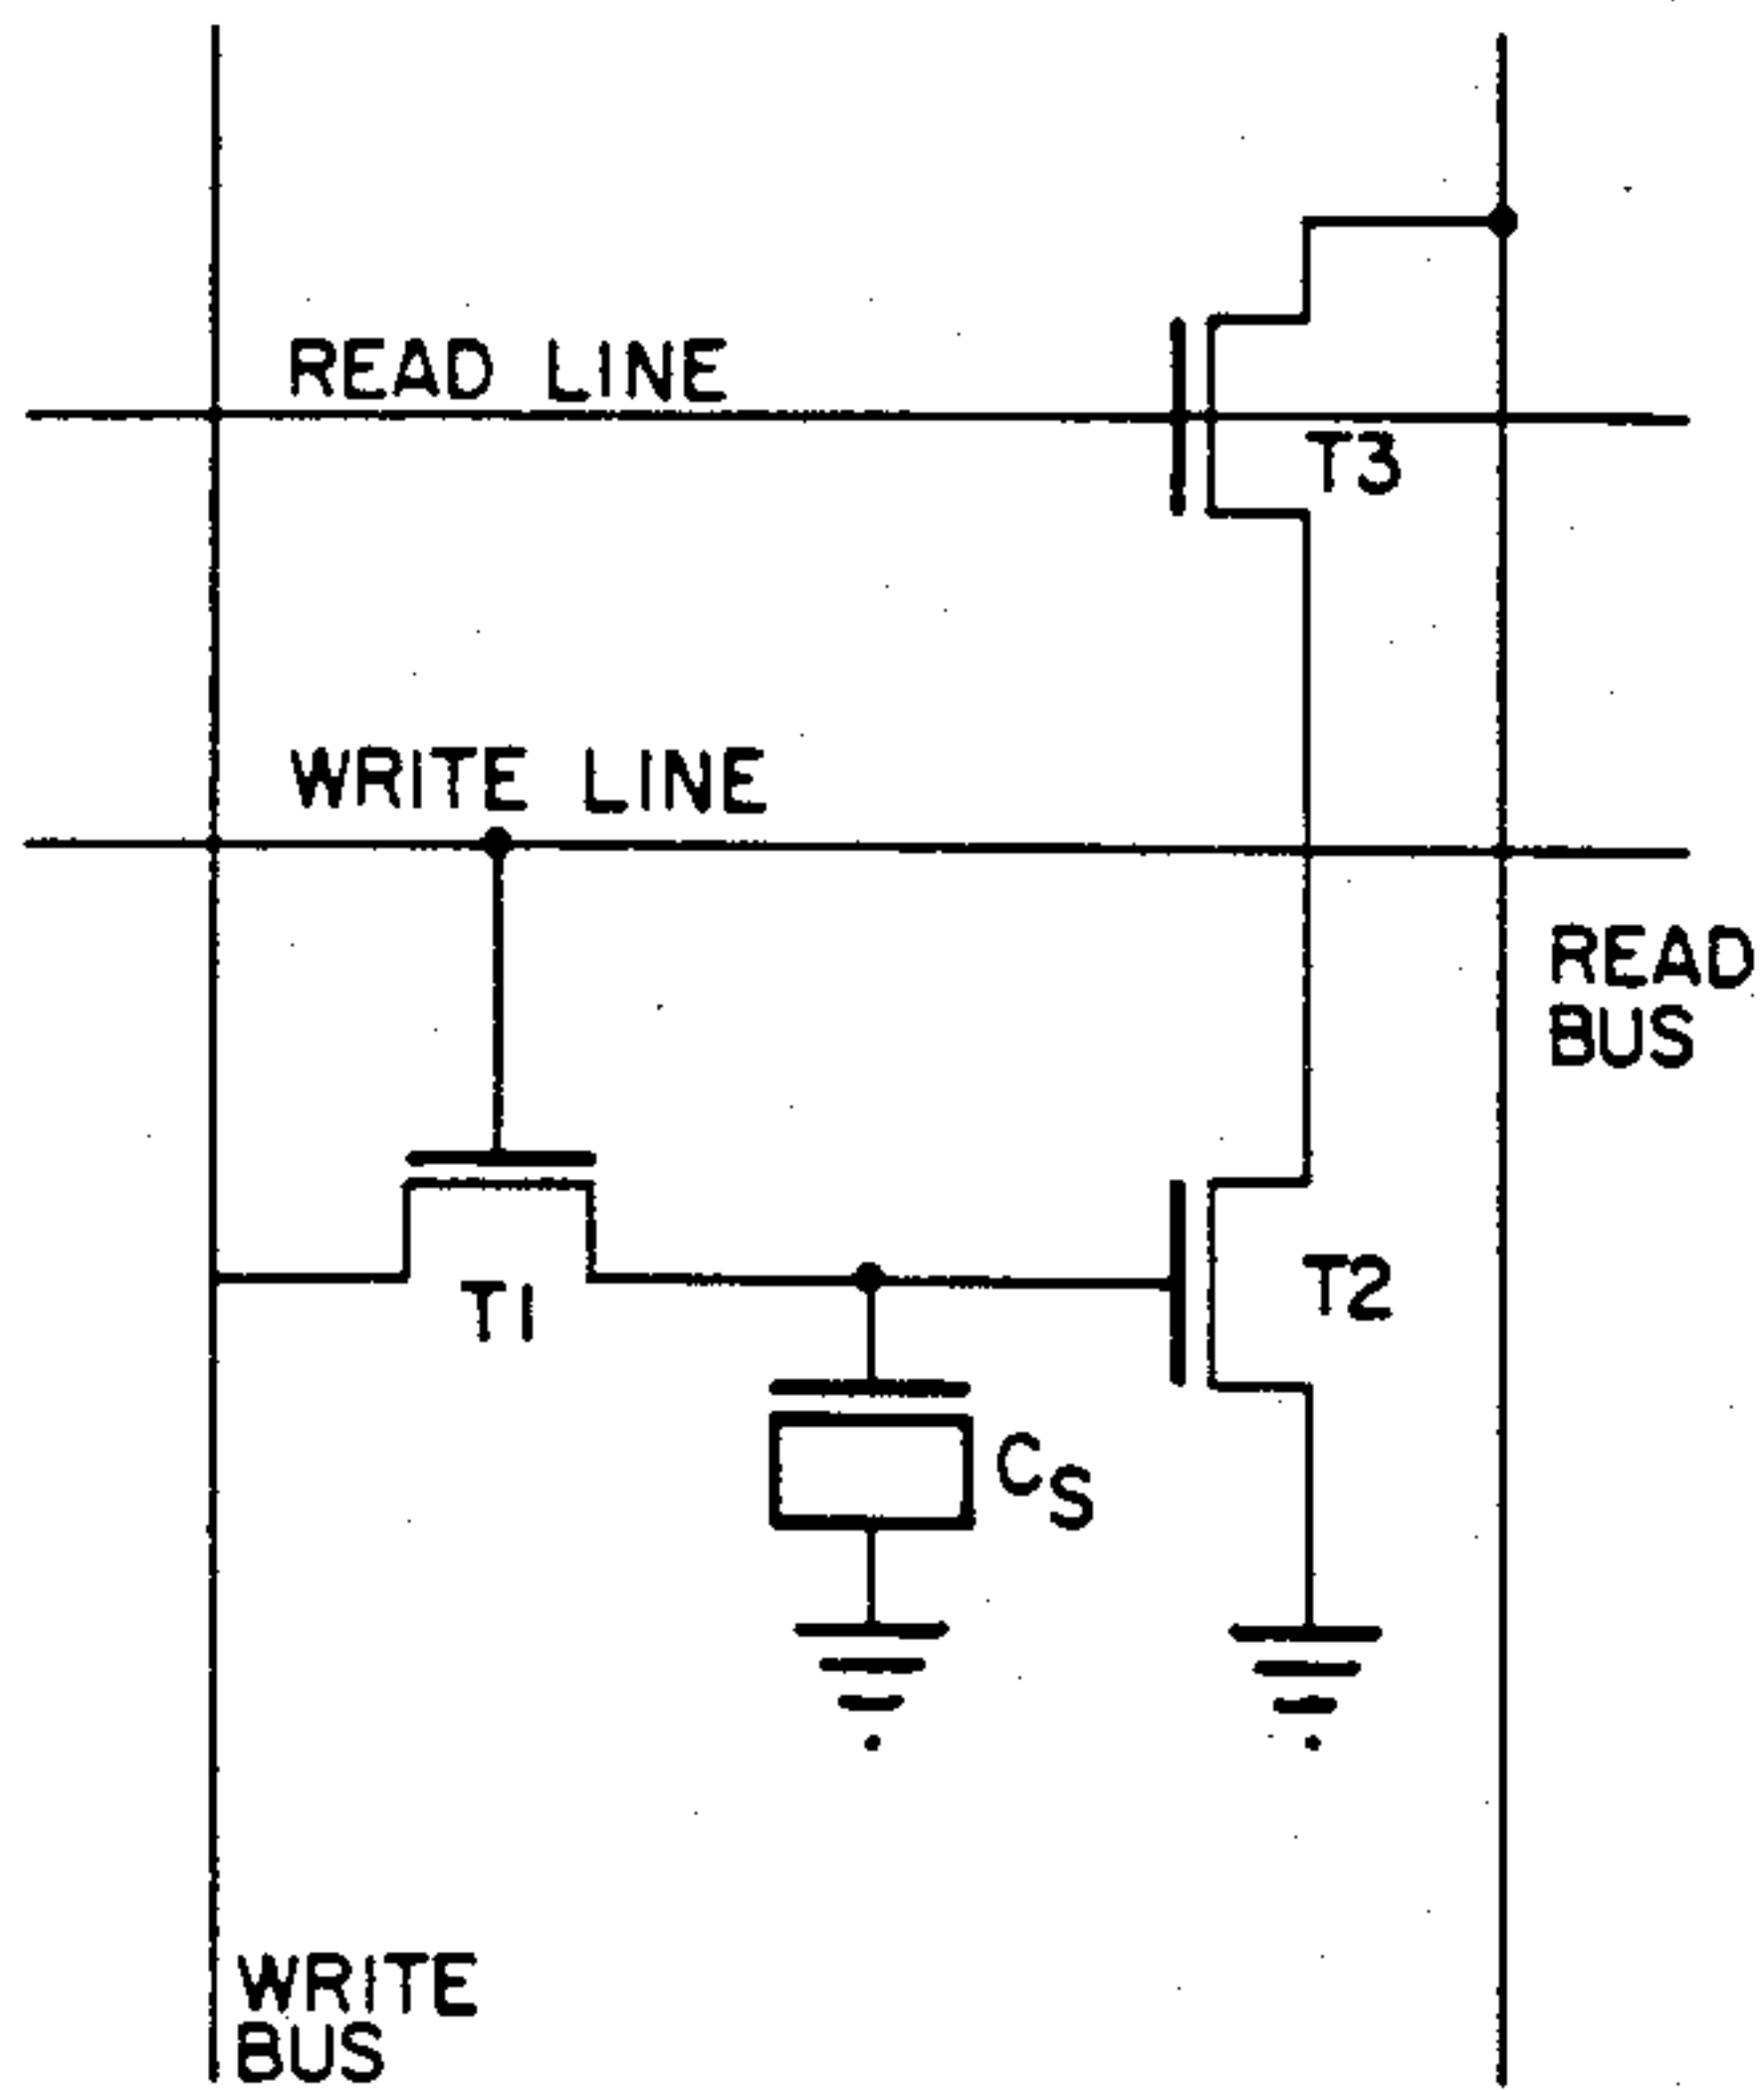 READ LINE
T3
WRITE LINE
READ
BUS
T1
T2
CS
WRITE
BUS